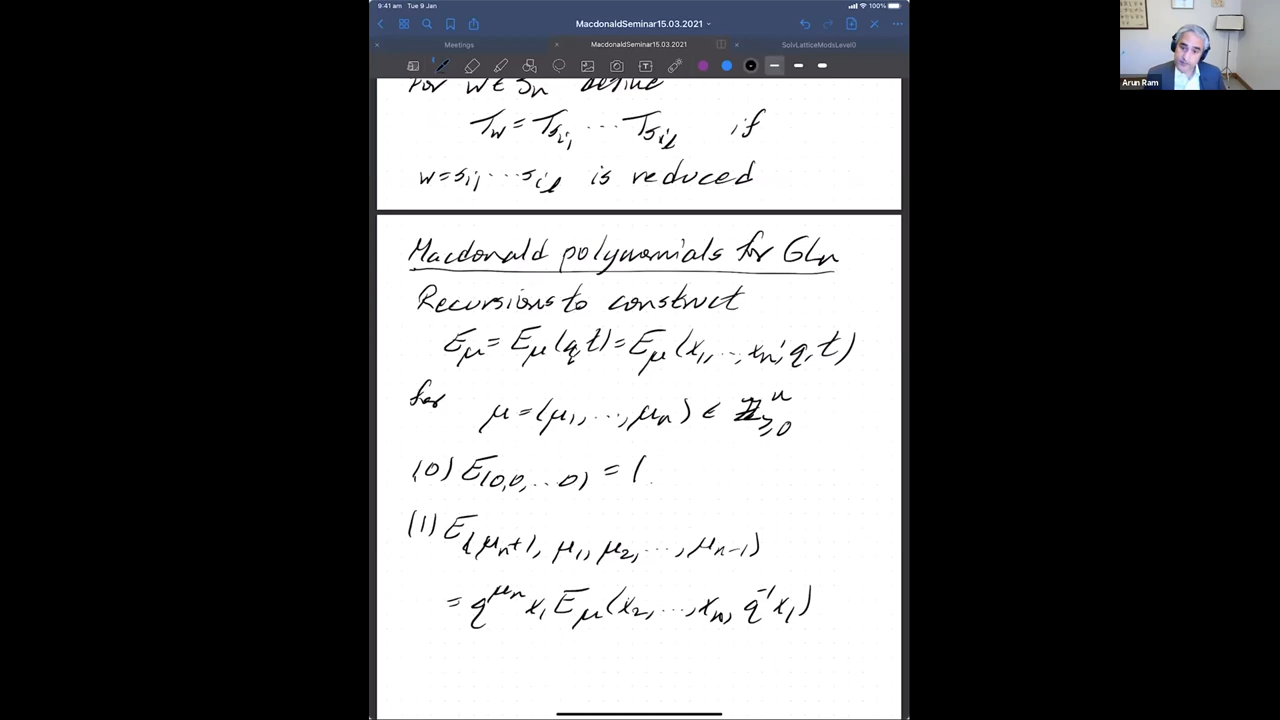 9:41 am Tue 9 Jan
100%
MacdonaldSeminar15.03.2021
Meetings
MacdonaldSeminar15.03.2021
SolvLatticeModsLevel0
For w∈Sn define
T_w = T_{s_{i_1}} ... T_{s_{i_l}} if
w = s_{i_1} ... s_{i_l} is reduced
Macdonald polynomials for GLn
Recursions to construct
E_μ = E_μ(q,t) = E_μ(x_1,...,x_n;q,t)
for μ = (μ_1,...,μ_n) ∈ ℤ^n_{≥0}
(0) E_{(0,0,...0)} = 1.
(1) E_{(μ_n+1, μ_1, μ_2, ..., μ_{n-1})}
= q^{μ_n} x_1 E_μ(x_2,...,x_n, q^{-1}x_1)
Arun Ram